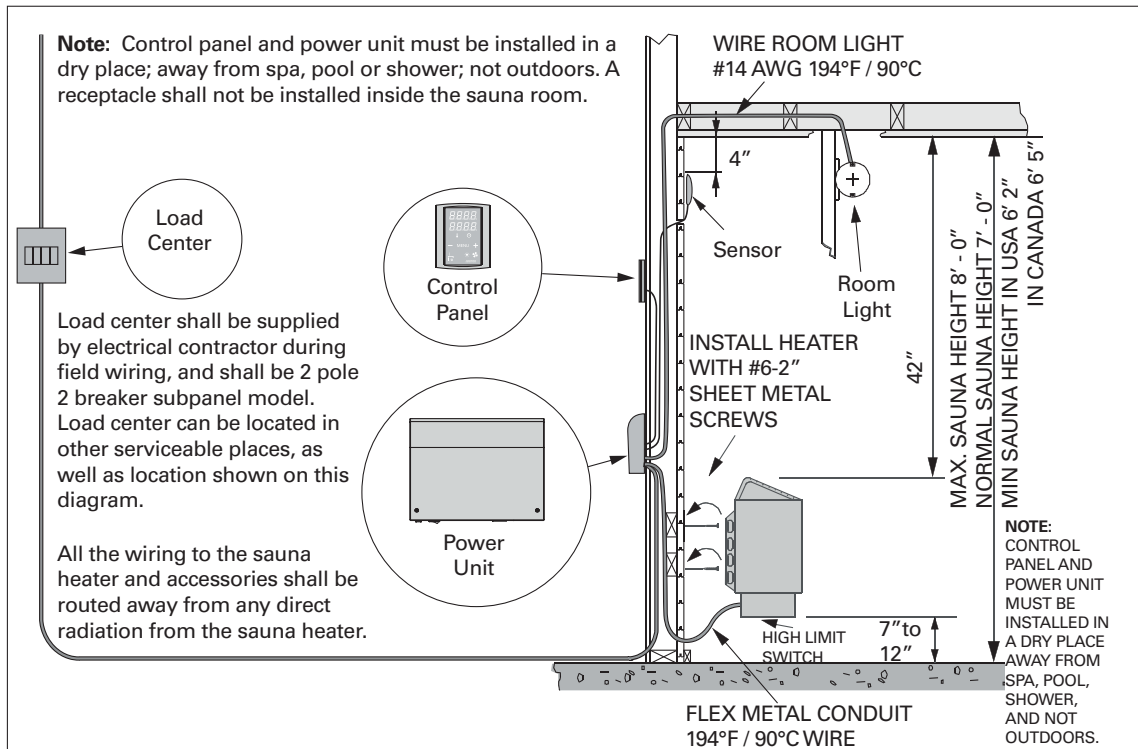 Note: Control panel and power unit must be installed in a
dry place; away from spa, pool or shower; not outdoors. A
receptacle shall not be installed inside the sauna room.
WIRE ROOM LIGHT
#14 AWG 194°F / 90°C
4”
Load
Center
Sensor
Room
Light
Control
Panel
MENU
Load center shall be supplied
by electrical contractor during
field wiring, and shall be 2 pole
2 breaker subpanel model.
Load center can be located in
other serviceable places, as
well as location shown on this
diagram.
INSTALL HEATER
WITH #6-2”
SHEET METAL
SCREWS
42”
MAX. SAUNA HEIGHT 8’ - 0”
NORMAL SAUNA HEIGHT 7’ - 0”
MIN SAUNA HEIGHT IN USA 6’ 2”
IN CANADA 6’ 5”
Power
Unit
All the wiring to the sauna
heater and accessories shall be
routed away from any direct
radiation from the sauna heater.
HIGH LIMIT
SWITCH
7” to
12”
NOTE:
CONTROL
PANEL AND
POWER UNIT
MUST BE
INSTALLED IN
A DRY PLACE
AWAY FROM
SPA, POOL,
SHOWER,
AND NOT
OUTDOORS.
FLEX METAL CONDUIT
194°F / 90°C WIRE